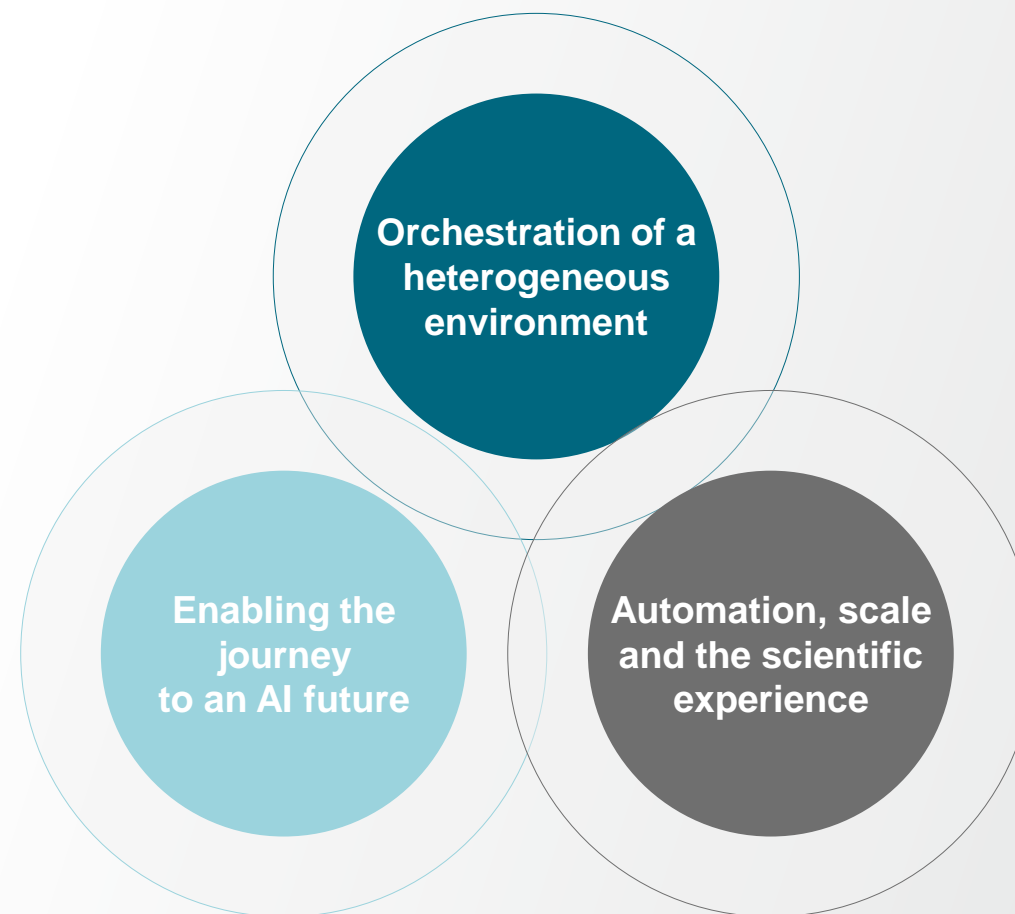 Orchestration of a
heterogeneous
environment
Enabling the
journey
to an AI future
Automation, scale
and the scientific
experience